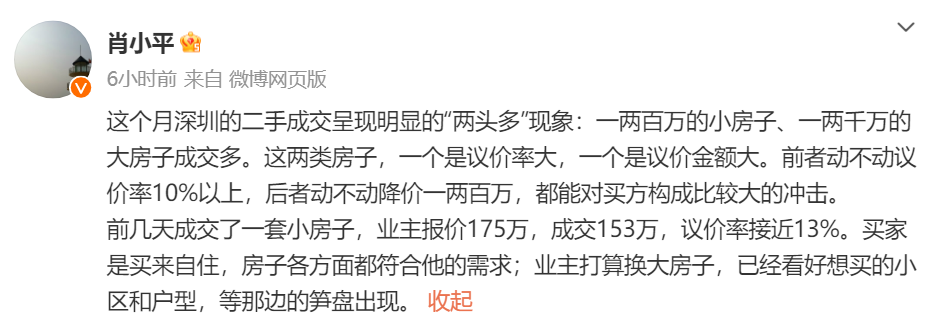 肖小平
6小时前 来自 微博网页版
这个月深圳的二手成交呈现明显的“两头多”现象：一两百万的小房子、一两千万的
大房子成交多。这两类房子，一个是议价率大，一个是议价金额大。前者动不动议
价率10%以上，后者动不动降价一两百万，都能对买方构成比较大的冲击。
前几天成交了一套小房子，业主报价175万，成交153万，议价率接近13%。买家
是买来自住，房子各方面都符合他的需求；业主打算换大房子，已经看好想买的小
区和户型，等那边的笋盘出现。 收起